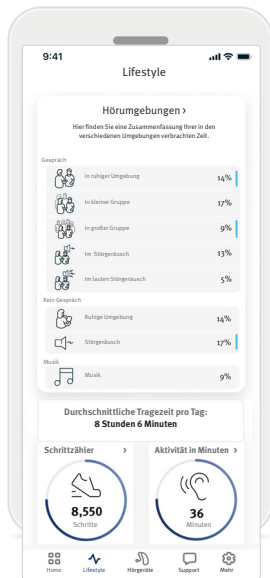 9:41
Lifestyle
Hörumgebungen >
Hier finden Sie eine Zusammenfassung Ihrer in den
verschiedenen Umgebungen verbrachten Zeit.
Gespräch
In ruhiger Umgebung 14%
In kleiner Gruppe 17%
In großer Gruppe 9%
Im Störgeräusch 13%
Im lauten Störgeräusch 5%
Kein Gespräch
Ruhige Umgebung 14%
Störgeräusch 17%
Musik
Musik 9%
Durchschnittliche Tragezeit pro Tag:
8 Stunden 6 Minuten
Schrittzähler > Aktivität in Minuten >
8,550 36
Schritte Minuten
Home Lifestyle Hörgeräte Support Mehr